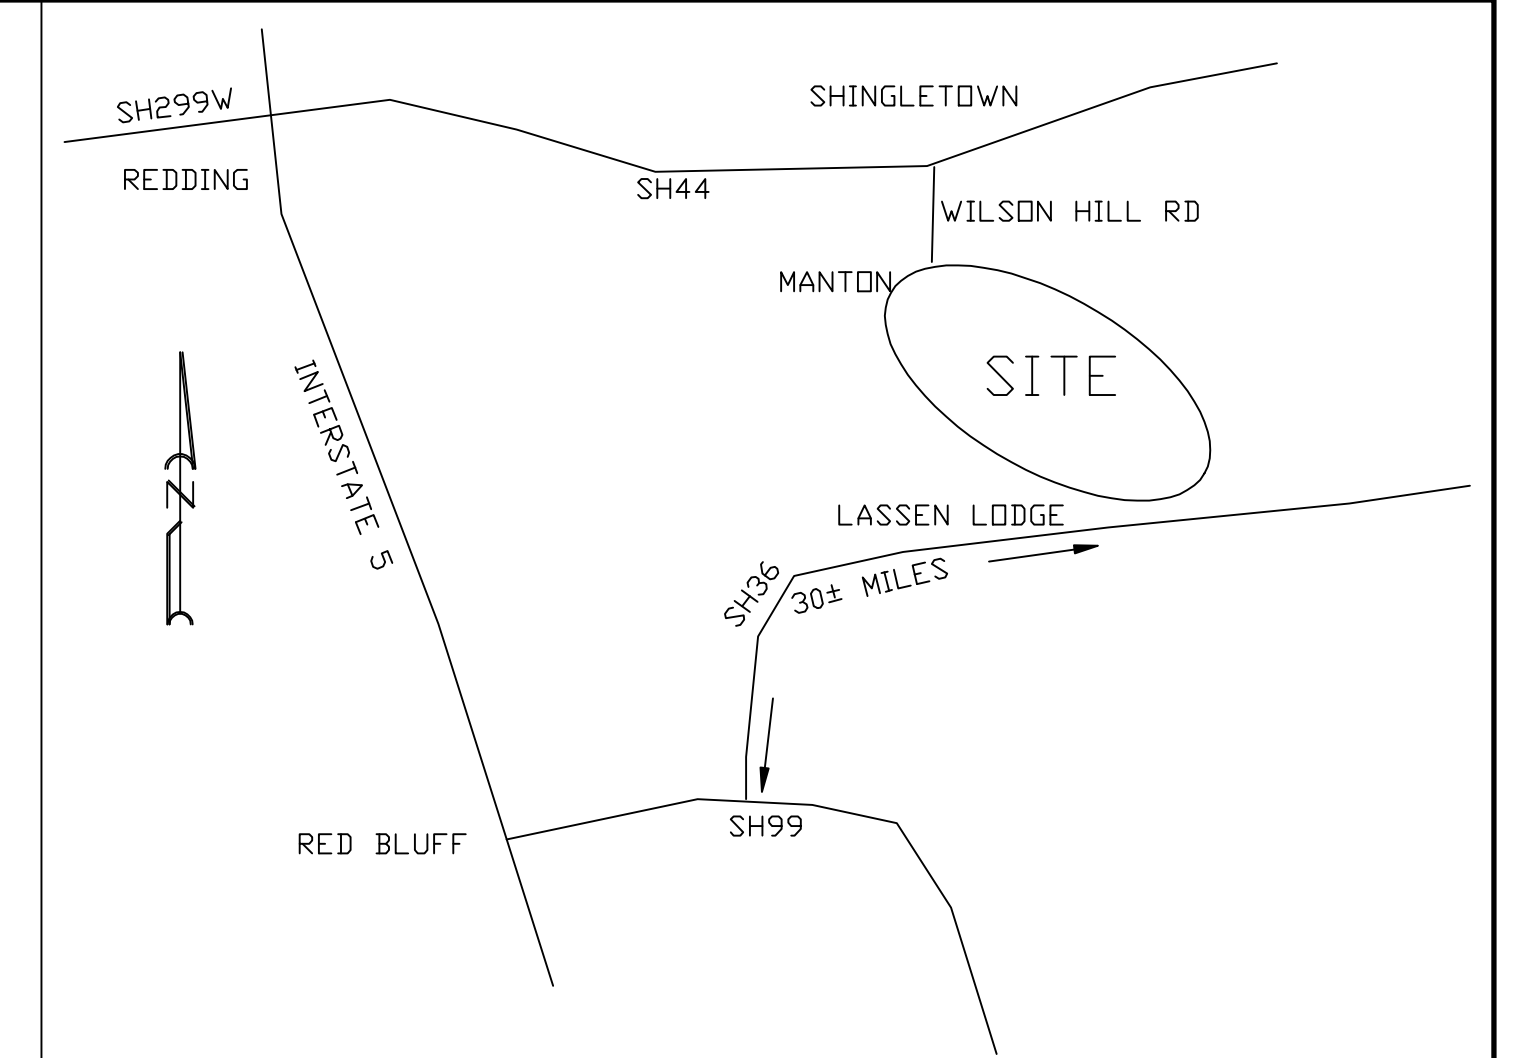 SH299W
SHINGLETOWN
REDDING
SH44
WILSON HILL RD
MANTON
SITE
INTERSTATE 5
N
LASSEN LODGE
SH36
30± MILES
SH99
RED BLUFF